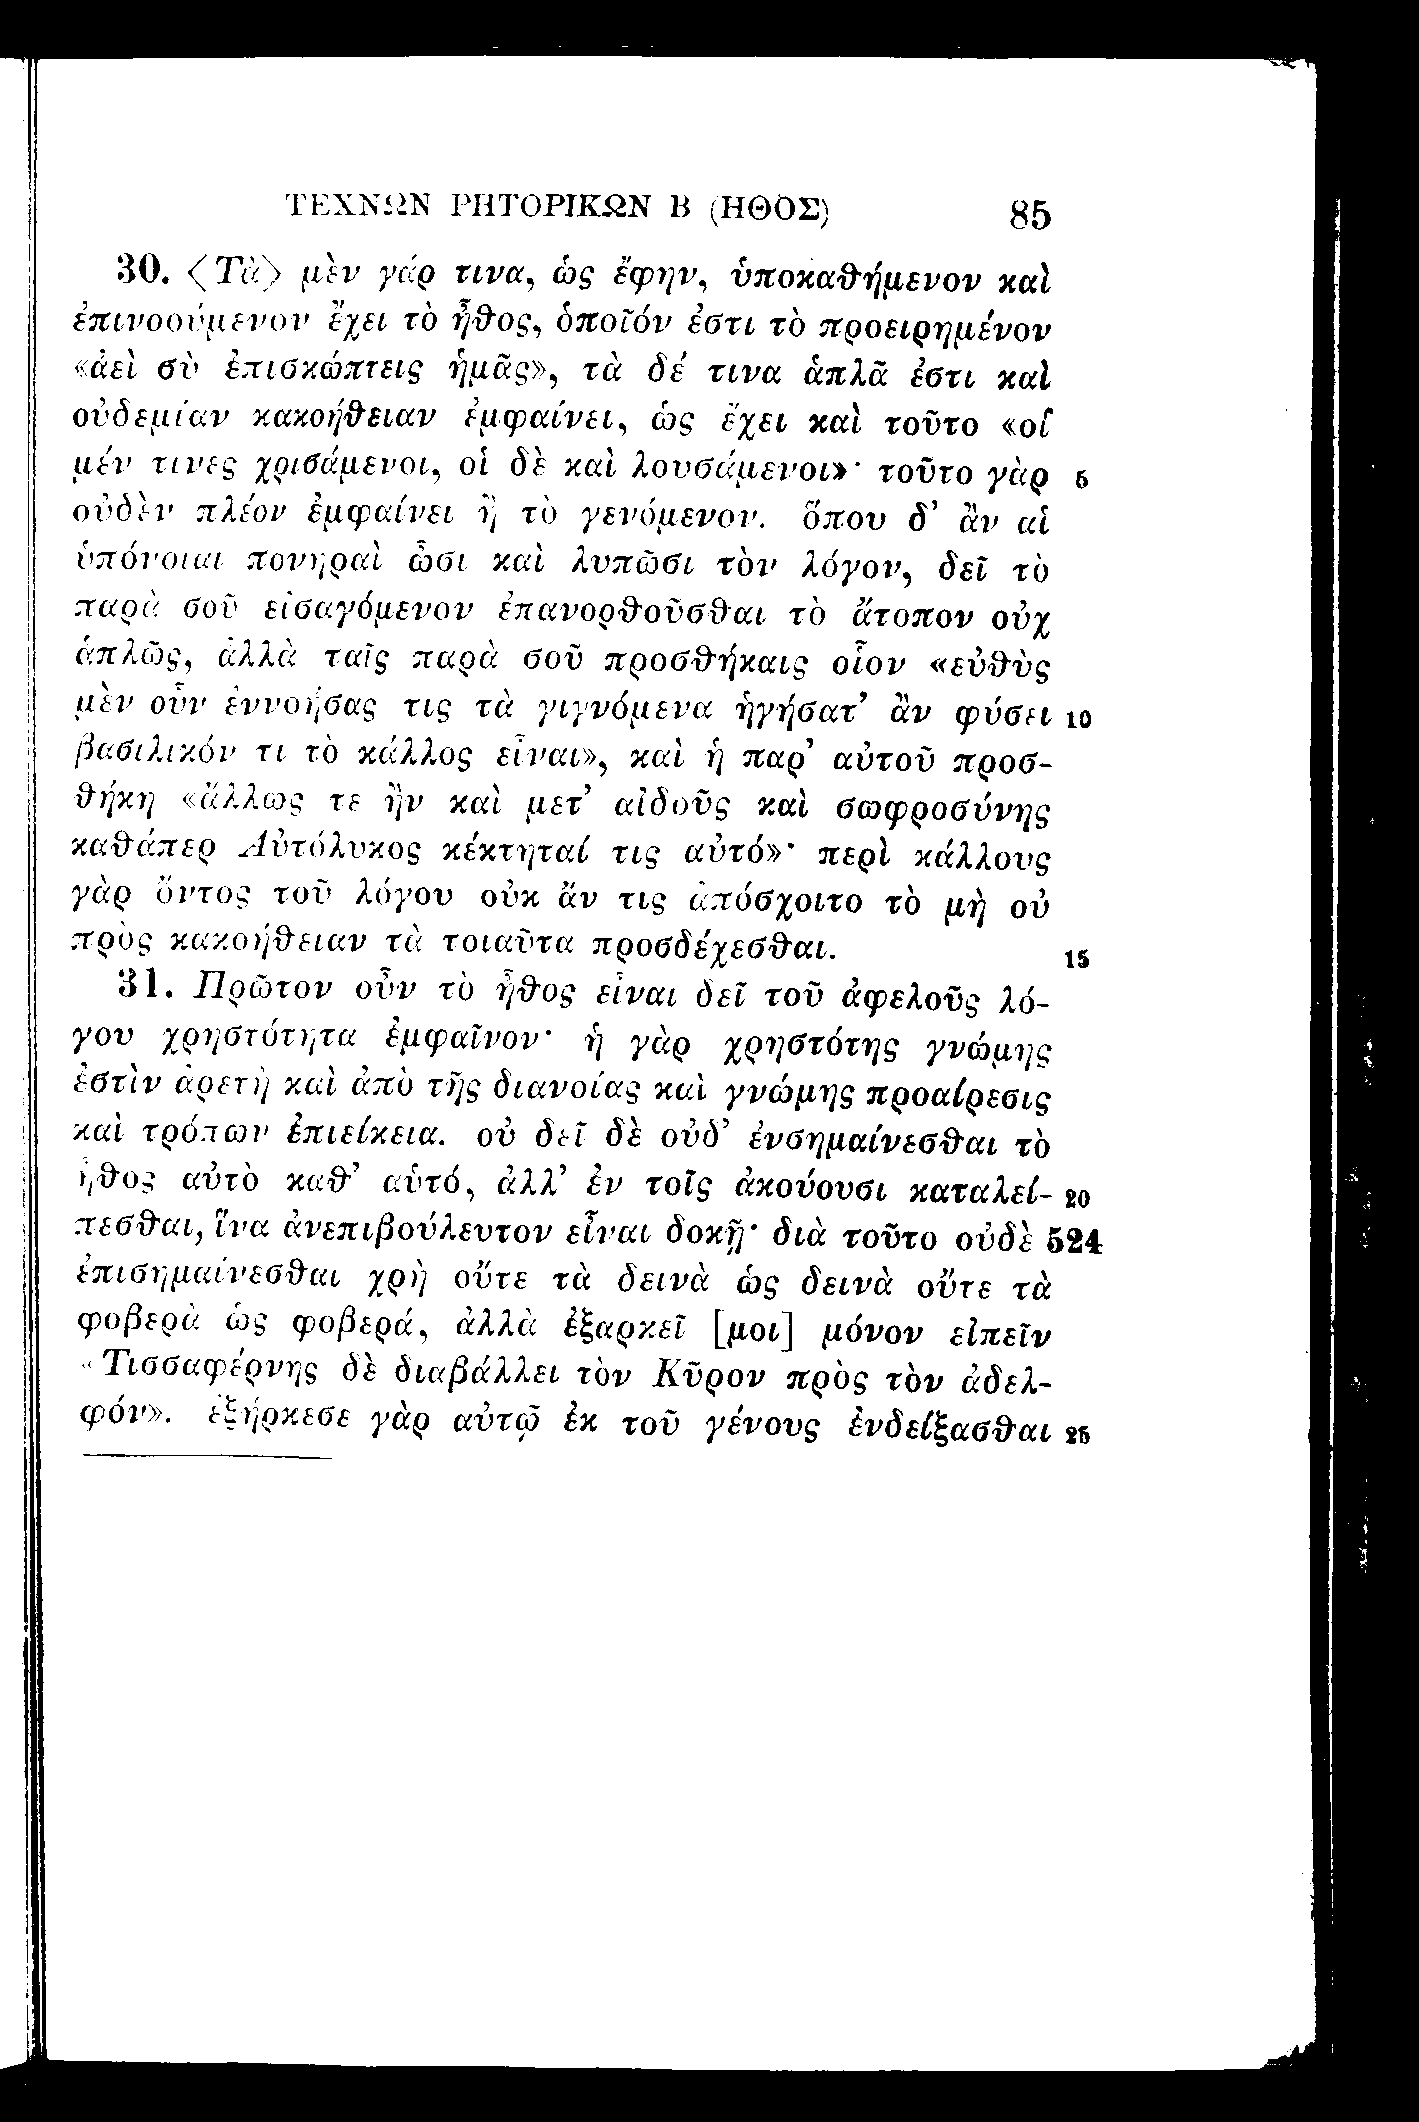 ΤΕΧΝΩΝ ΡΗΤΟΡΙΚΩΝ Β (ΗΘΟΣ) 85
30. 〈Τὰ〉 μὲν γάρ τινα, ὡς ἔφην, ὑποκαθήμενον καὶ
ἐπινοούμενον ἔχει τὸ ἦθος, ὁποῖόν ἐστι τὸ προειρημένον
«ἀεὶ σὺ ἐπισκώπτεις ἡμᾶς», τὰ δέ τινα ἁπλᾶ ἐστι καὶ
οὐδεμίαν κακοήθειαν ἐμφαίνει, ὡς ἔχει καὶ τοῦτο «οἵ
μέν τινες χρισάμενοι, οἱ δὲ καὶ λουσάμενοι»· τοῦτο γὰρ 5
οὐδὲν πλέον ἐμφαίνει ἢ τὸ γενόμενον. ὅπου δ’ ἂν αἱ
ὑπόνοιαι πονηραὶ ὦσι καὶ λυπῶσι τὸν λόγον, δεῖ τὸ
παρὰ σοῦ εἰσαγόμενον ἐπανορθοῦσθαι τὸ ἄτοπον οὐχ
ἁπλῶς, ἀλλὰ ταῖς παρὰ σοῦ προσθήκαις οἷον «εὐθὺς
μὲν οὖν ἐννοήσας τις τὰ γιγνόμενα ἡγήσατ’ ἂν φύσει 10
βασιλικόν τι τὸ κάλλος εἶναι», καὶ ἡ παρ’ αὐτοῦ προσ-
θήκη «ἄλλως τε ἢν καὶ μετ’ αἰδοῦς καὶ σωφροσύνης
καθάπερ Αὐτόλυκος κέκτηταί τις αὐτό»· περὶ κάλλους
γὰρ ὄντος τοῦ λόγου οὐκ ἄν τις ἀπόσχοιτο τὸ μὴ οὐ
πρὸς κακοήθειαν τὰ τοιαῦτα προσδέχεσθαι. 15
31. Πρῶτον οὖν τὸ ἦθος εἶναι δεῖ τοῦ ἀφελοῦς λό-
γου χρηστότητα ἐμφαῖνον· ἡ γὰρ χρηστότης γνώμης
ἐστὶν ἀρετὴ καὶ ἀπὸ τῆς διανοίας καὶ γνώμης προαίρεσις
καὶ τρόπων ἐπιείκεια. οὐ δεῖ δὲ οὐδ’ ἐνσημαίνεσθαι τὸ
ἦθος αὐτὸ καθ’ αὑτό, ἀλλ’ ἐν τοῖς ἀκούουσι καταλεί- 20
πεσθαι, ἵνα ἀνεπιβούλευτον εἶναι δοκῇ· διὰ τοῦτο οὐδὲ 524
ἐπισημαίνεσθαι χρὴ οὔτε τὰ δεινὰ ὡς δεινὰ οὔτε τὰ
φοβερὰ ὡς φοβερά, ἀλλὰ ἐξαρκεῖ [μοι] μόνον εἰπεῖν
«Τισσαφέρνης δὲ διαβάλλει τὸν Κῦρον πρὸς τὸν ἀδελ-
φόν». ἐξήρκεσε γὰρ αὐτῷ ἐκ τοῦ γένους ἐνδείξασθαι 25